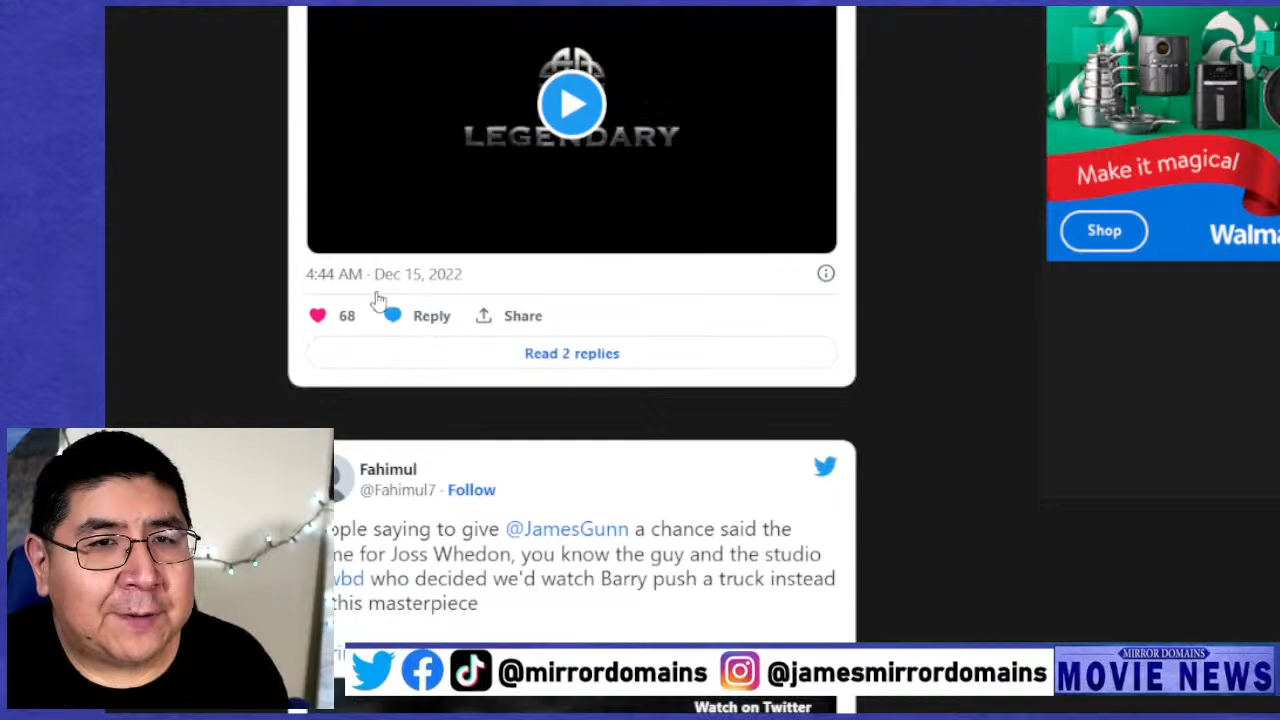 LEGENDARY
Make it magical
Shop
Walma
4:44 AM · Dec 15, 2022
68
Reply
Share
Read 2 replies
Fahimul
@Fahimul7 · Follow
ople saying to give @JamesGunn a chance said the
me for Joss Whedon, you know the guy and the studio
wbd who decided we'd watch Barry push a truck instead
this masterpiece
Watch on Twitter
@mirrordomains
@jamesmirrordomains
MIRROR DOMAINS
MOVIE NEWS